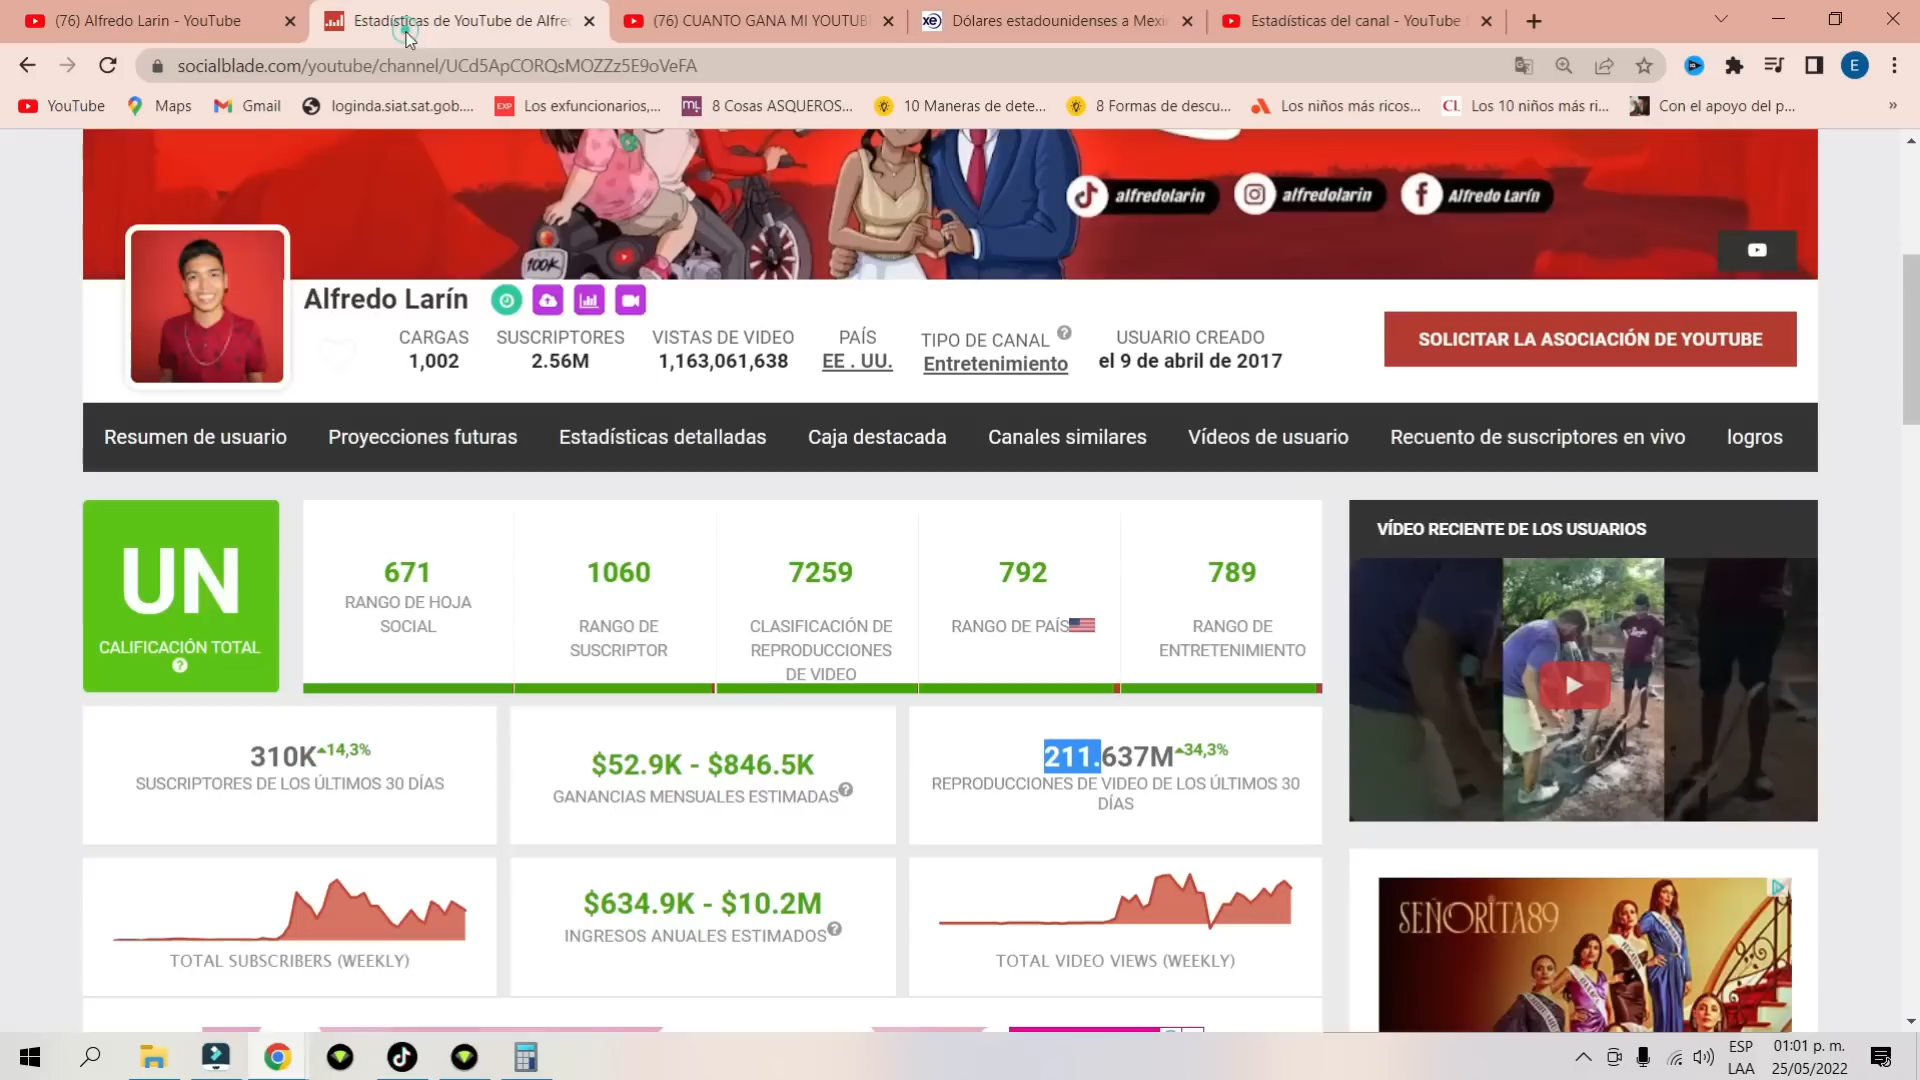 (76) Alfredo Larin - YouTube
Estadísticas de YouTube de Alfre
(76) CUANTO GANA MI YOUTUB
Dólares estadounidenses a Mexi
Estadísticas del canal - YouTube
socialblade.com/youtube/channel/UCd5ApCORQsMOZZz5E9oVeFA
E
YouTube
Maps
Gmail
loginda.siat.sat.gob....
EXP
Los exfuncionarios,...
8 Cosas ASQUEROS...
10 Maneras de dete...
8 Formas de descu...
Los niños más ricos...
CL
Los 10 niños más ri...
Con el apoyo del p...
100K
alfredolarin
alfredolarin
Alfredo Larín
Alfredo Larín
CARGAS
1,002
SUSCRIPTORES
2.56M
VISTAS DE VIDEO
1,163,061,638
PAÍS
EE . UU.
TIPO DE CANAL
Entretenimiento
USUARIO CREADO
el 9 de abril de 2017
SOLICITAR LA ASOCIACIÓN DE YOUTUBE
Resumen de usuario
Proyecciones futuras
Estadísticas detalladas
Caja destacada
Canales similares
Vídeos de usuario
Recuento de suscriptores en vivo
logros
UN
CALIFICACIÓN TOTAL
671
RANGO DE HOJA
SOCIAL
1060
RANGO DE
SUSCRIPTOR
7259
CLASIFICACIÓN DE
REPRODUCCIONES
DE VIDEO
792
RANGO DE PAÍS
789
RANGO DE
ENTRETENIMIENTO
VÍDEO RECIENTE DE LOS USUARIOS
310K 14,3%
SUSCRIPTORES DE LOS ÚLTIMOS 30 DÍAS
$52.9K - $846.5K
GANANCIAS MENSUALES ESTIMADAS
211.637M 34,3%
REPRODUCCIONES DE VIDEO DE LOS ÚLTIMOS 30
DÍAS
TOTAL SUBSCRIBERS (WEEKLY)
$634.9K - $10.2M
INGRESOS ANUALES ESTIMADOS
TOTAL VIDEO VIEWS (WEEKLY)
SEÑORITA89
ESP
LAA
01:01 p. m.
25/05/2022